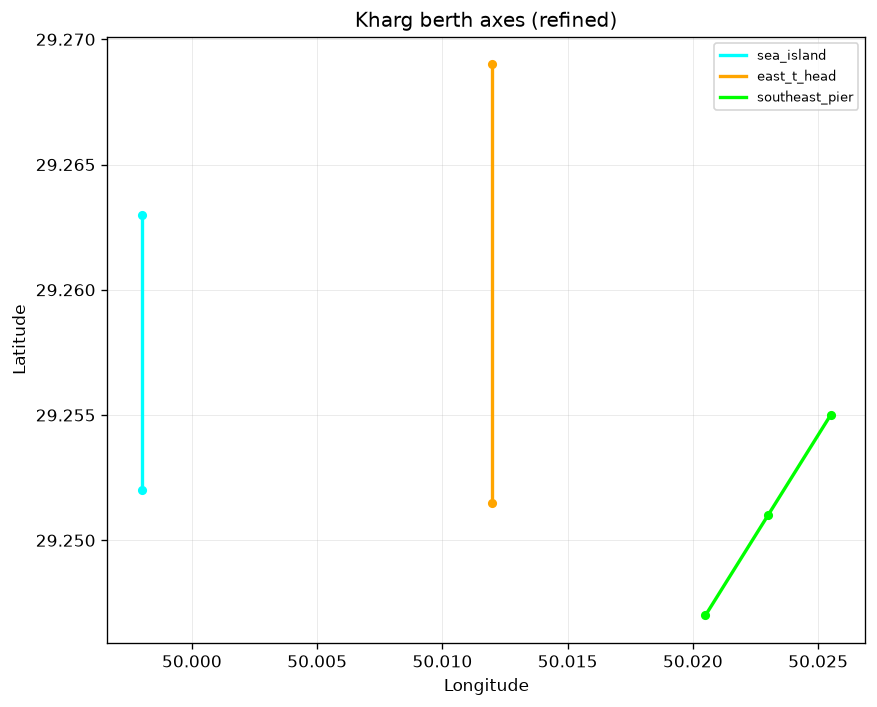 Kharg berth axes (refined)
sea_island
east_t_head
southeast_pier
29.270
29.265
29.260
29.255
29.250
Latitude
50.000
50.005
50.010
50.015
50.020
50.025
Longitude